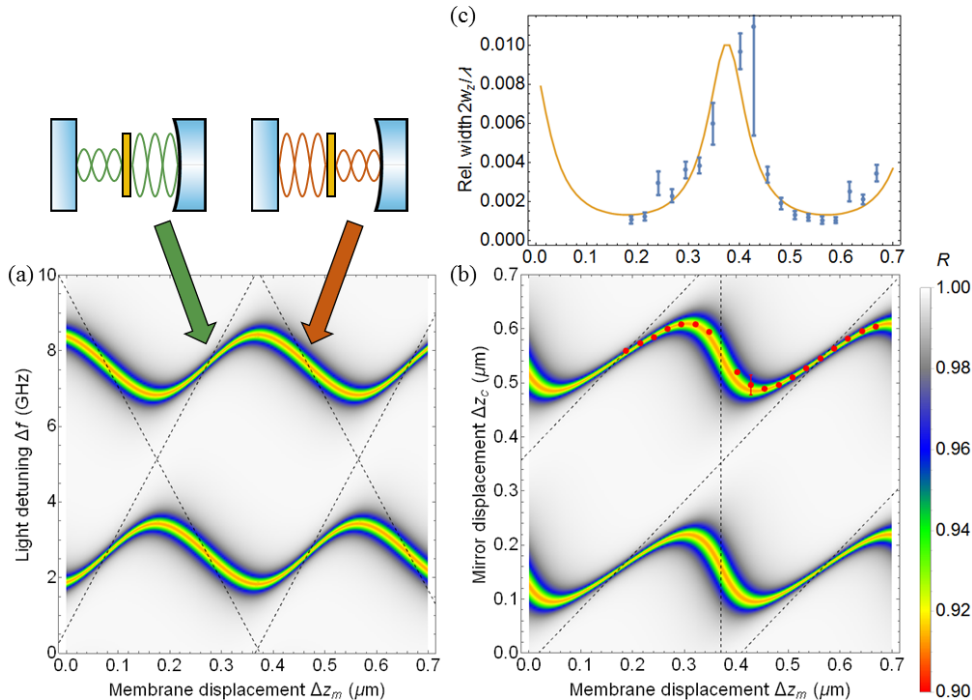 (c)
0.010
0.008
0.006
0.004
0.002
0.000
Rel. width 2w_z/λ
0.0 0.1 0.2 0.3 0.4 0.5 0.6 0.7
(a)
10
8
6
4
2
0
Light detuning Δf (GHz)
0.0 0.1 0.2 0.3 0.4 0.5 0.6 0.7
Membrane displacement Δz_m (μm)
(b)
0.7
0.6
0.5
0.4
0.3
0.2
0.1
0.0
Mirror displacement Δz_c (μm)
0.0 0.1 0.2 0.3 0.4 0.5 0.6 0.7
Membrane displacement Δz_m (μm)
R
1.00
0.98
0.96
0.94
0.92
0.90